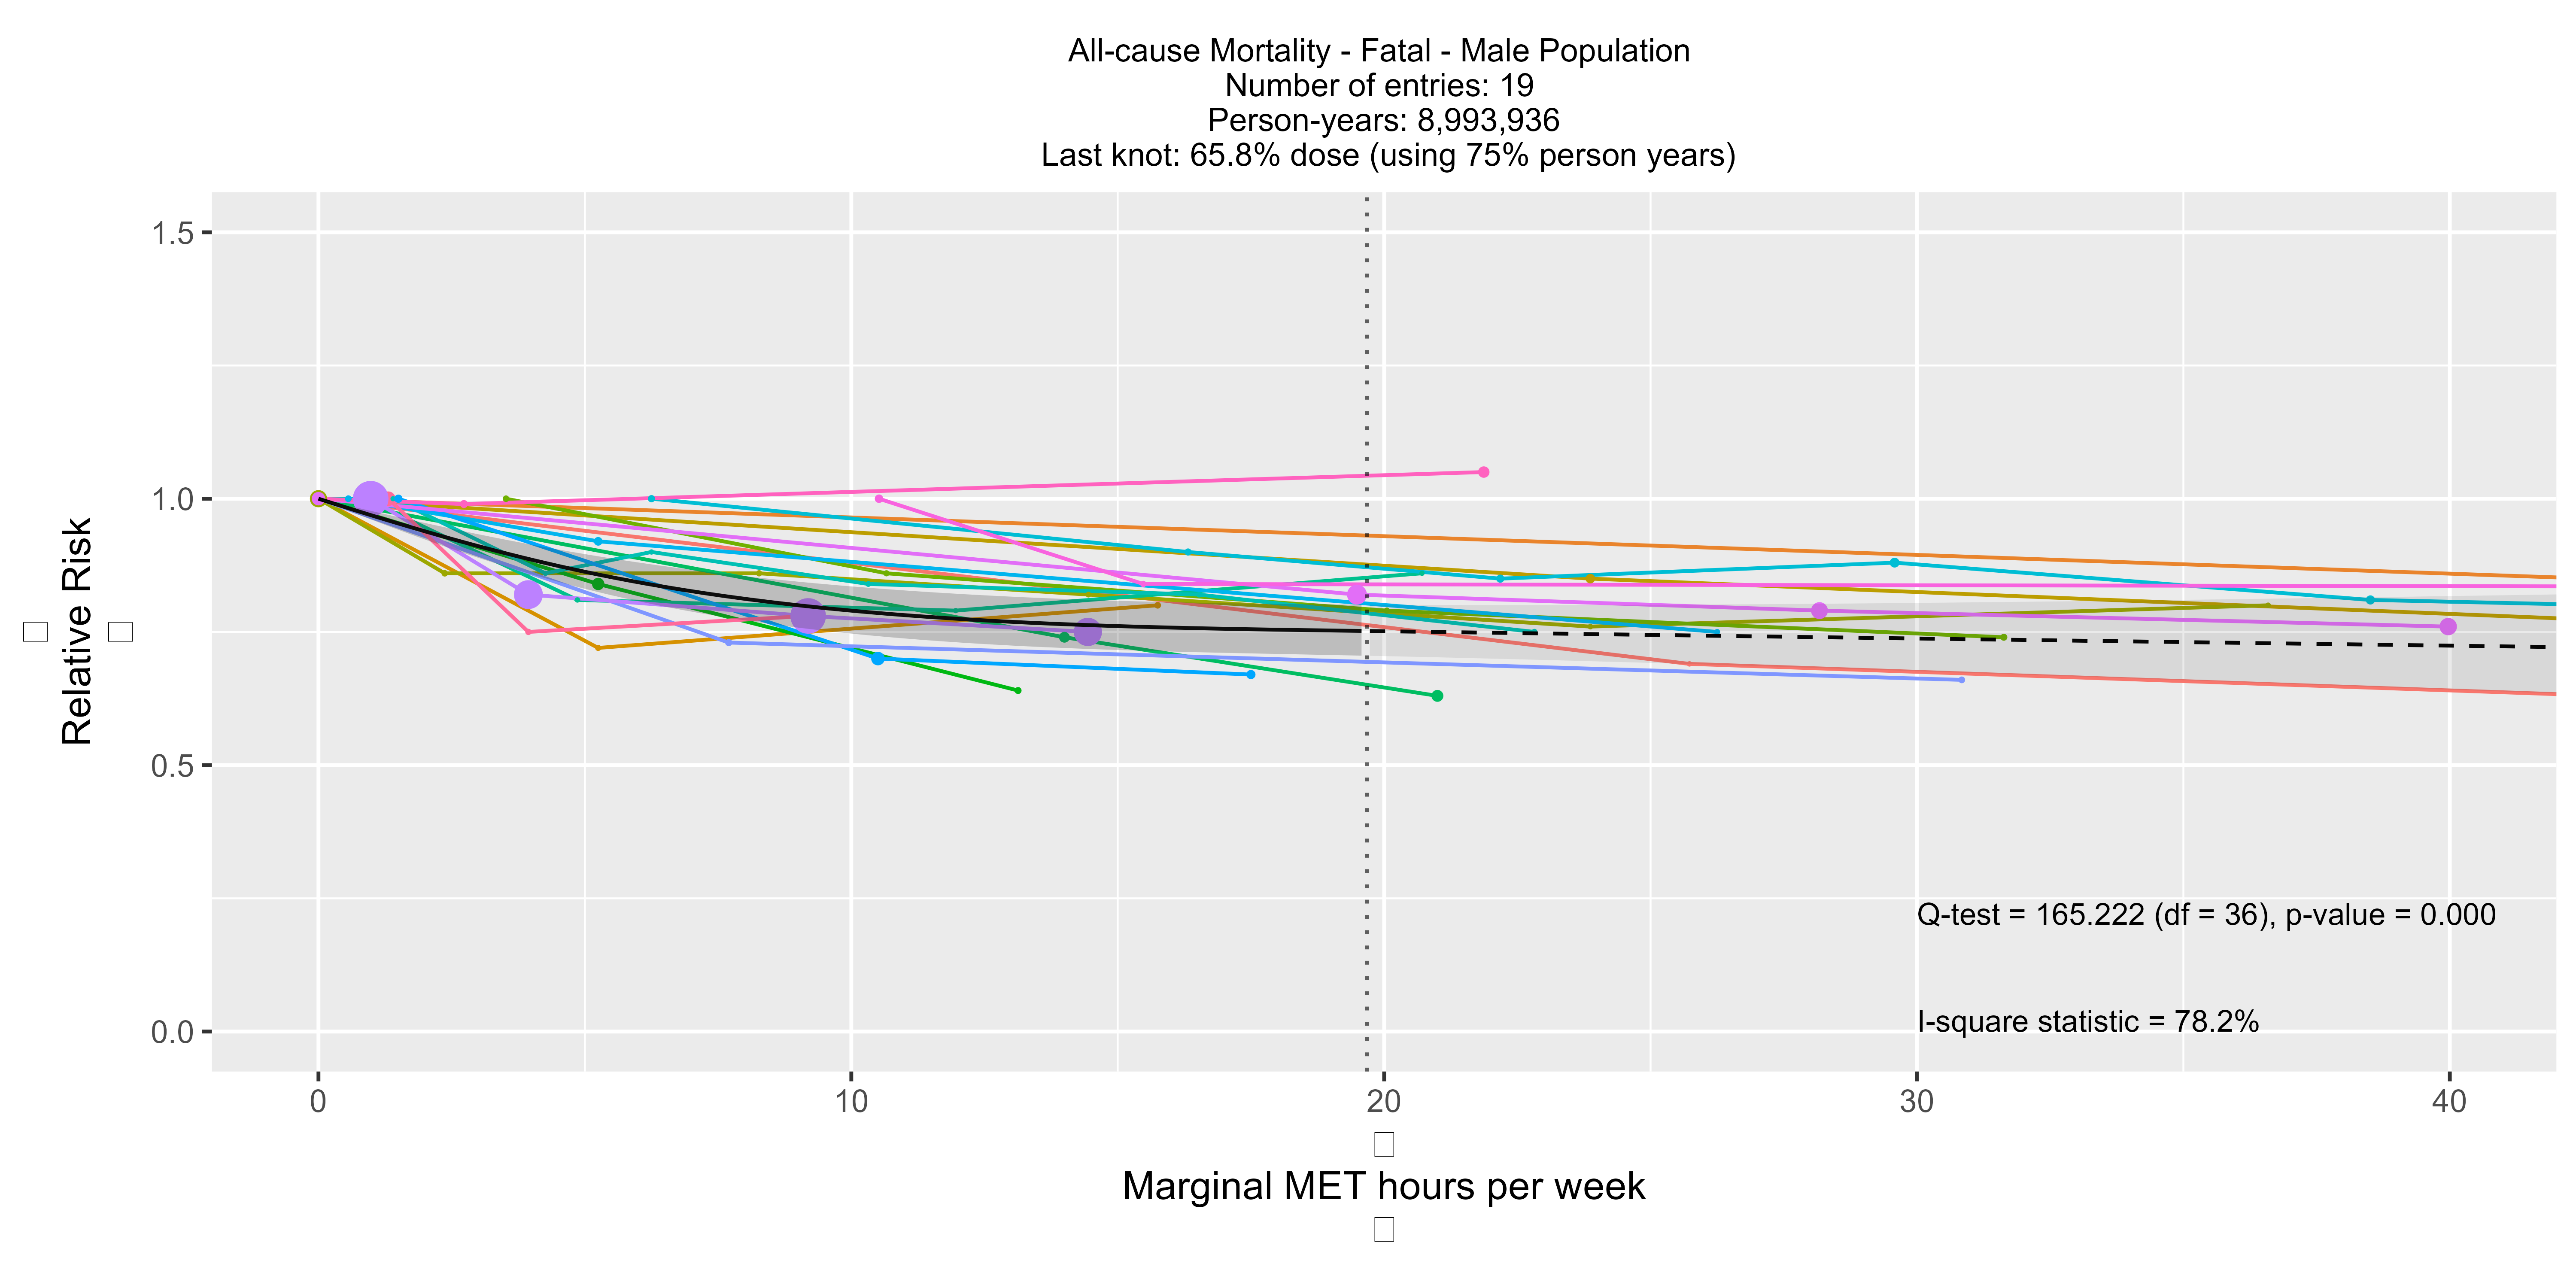 All-cause Mortality - Fatal - Male Population
Number of entries: 19
Person-years: 8,993,936
Last knot: 65.8% dose (using 75% person years)
Relative Risk
1.5
1.0
0.5
0.0
Q-test = 165.222 (df = 36), p-value = 0.000
I-square statistic = 78.2%
0
10
20
30
40
Marginal MET hours per week